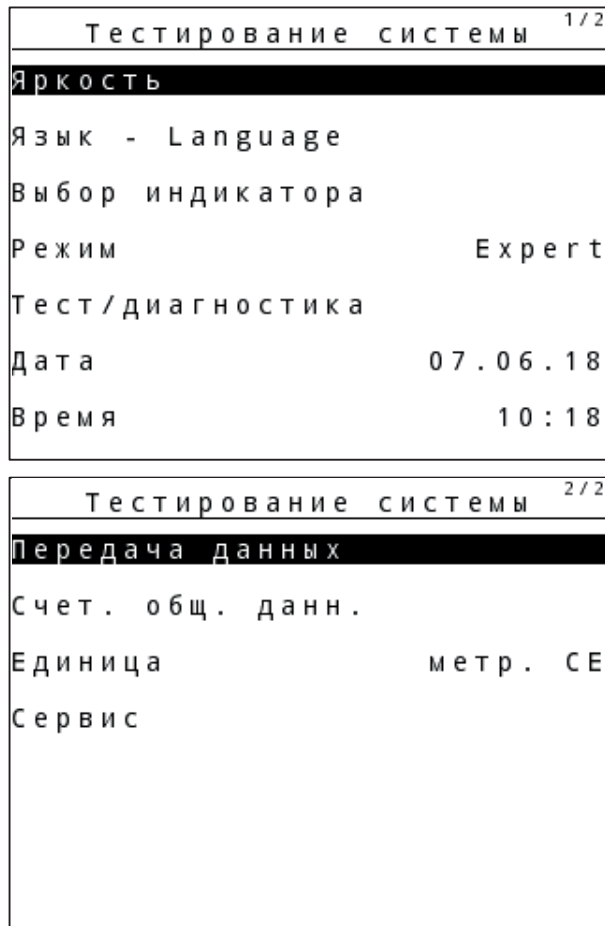 Тестирование системы 1/2
Яркость
Язык - Language
Выбор индикатора
Режим Expert
Тест/диагностика
Дата 07.06.18
Время 10:18
Тестирование системы 2/2
Передача данных
Счет. общ. данн.
Единица метр. СЕ
Сервис